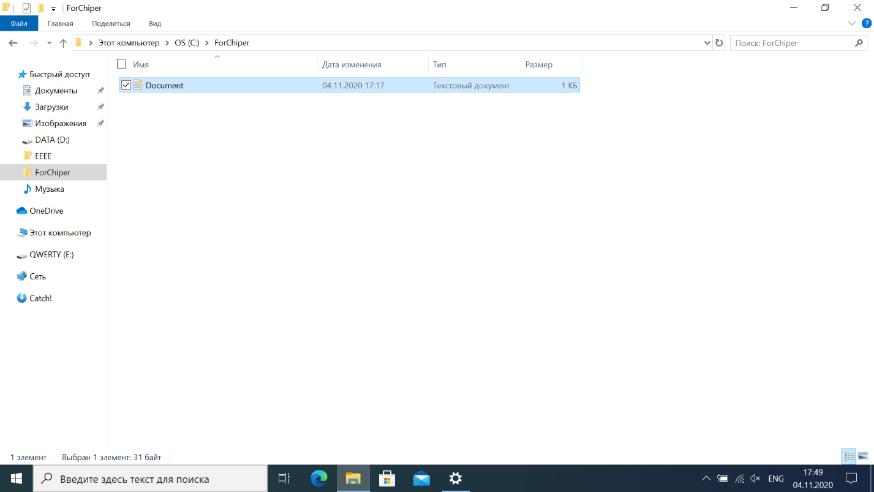 ForChiper
Файл Главная Поделиться Вид
Этот компьютер OS (C:) ForChiper Поиск: ForChiper
Имя Дата изменения Тип Размер
Document 04.11.2020 17:17 Текстовый документ 1 КБ
Быстрый доступ
Документы
Загрузки
Изображения
DATA (D:)
EEEE
ForChiper
Музыка
OneDrive
Этот компьютер
QWERTY (E:)
Сеть
Catch!
1 элемент Выбран 1 элемент: 31 байт
Введите здесь текст для поиска ENG 17:49
04.11.2020